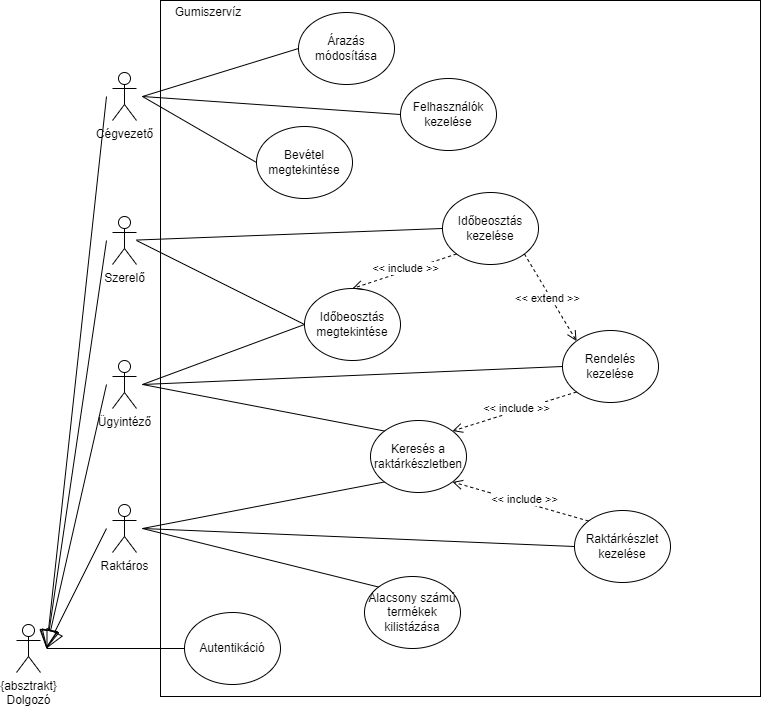 Gumiszervíz
Árazás
módosítása
Felhasználók
kezelése
Cégvezető
Bevétel
megtekintése
Időbeosztás
kezelése
Szerelő
<< include >>
<< extend >>
Időbeosztás
megtekintése
Rendelés
kezelése
Ügyintéző
<< include >>
Keresés a
raktárkészletben
<< include >>
Raktáros
Raktárkészlet
kezelése
Alacsony számú
termékek
kilistázása
Autentikáció
{absztrakt}
Dolgozó